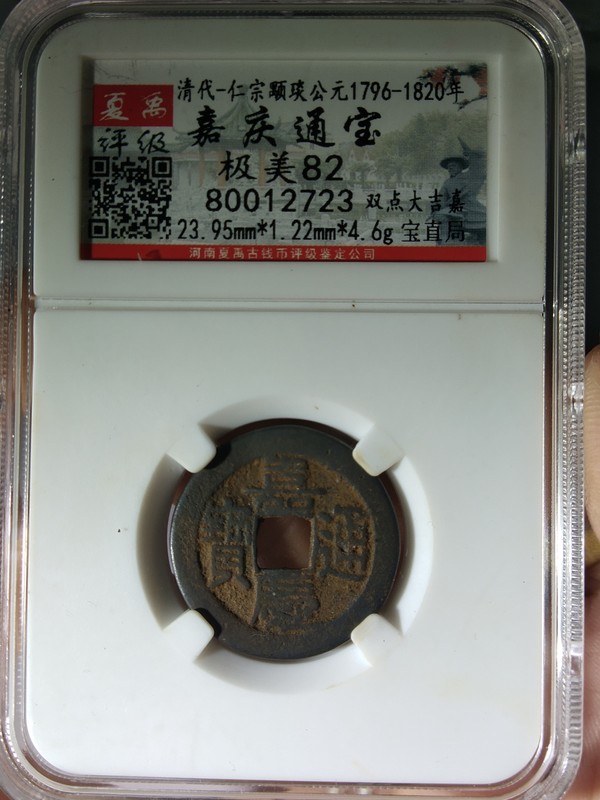 夏禹
评级
清代-仁宗颙琰公元1796-1820年
嘉庆通宝
极美82
80012723 双点大吉嘉
23.95mm*1.22mm*4.6g 宝直局
河南夏禹古钱币评级鉴定公司
嘉慶通寶